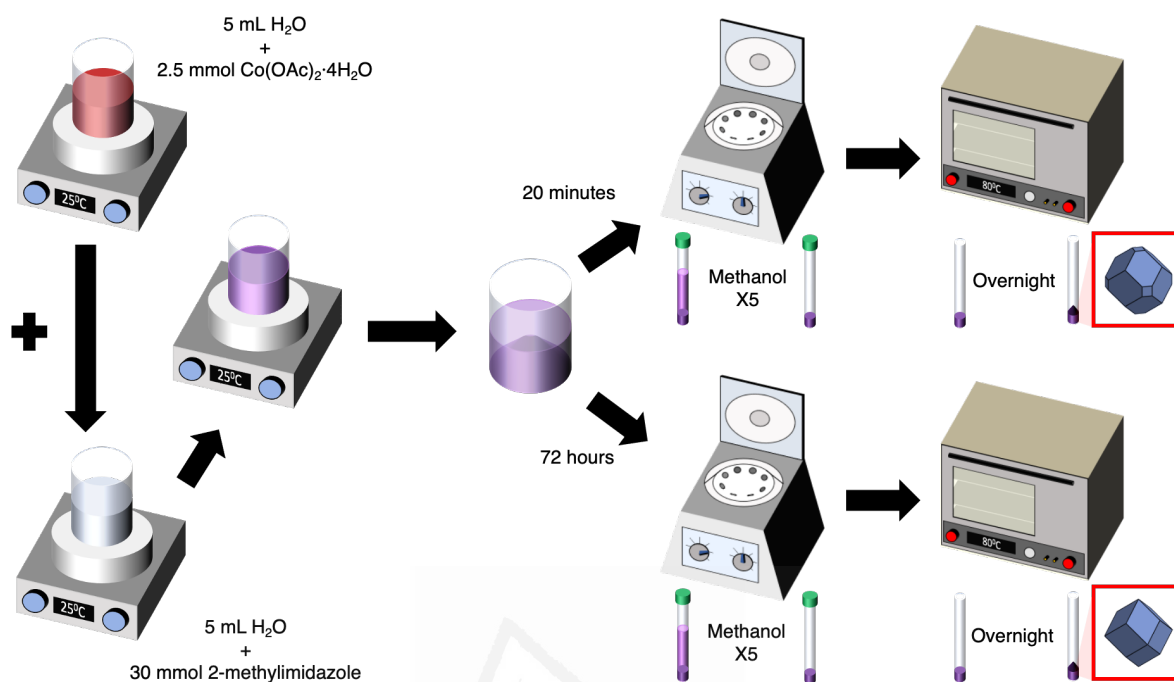 5 mL H₂O
+
2.5 mmol Co(OAc)₂·4H₂O
25⁰C
25⁰C
25⁰C
5 mL H₂O
+
30 mmol 2-methylimidazole
20 minutes
Methanol
X5
80⁰C
Overnight
72 hours
Methanol
X5
80⁰C
Overnight